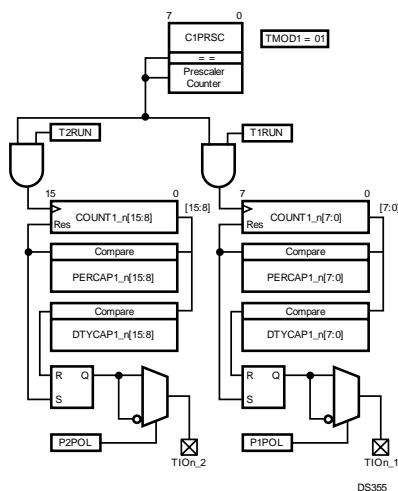 7 0
C1PRSC
TMOD1 = 01
= =
Prescaler
Counter
T2RUN
T1RUN
15 0 [15:8]
7 0 [7:0]
COUNT1_n[15:8]
COUNT1_n[7:0]
Res
Res
Compare
Compare
PERCAP1_n[15:8]
PERCAP1_n[7:0]
Compare
Compare
DTYCAP1_n[15:8]
DTYCAP1_n[7:0]
R Q
R Q
S
S
P2POL
P1POL
TIOn_2
TIOn_1
DS355